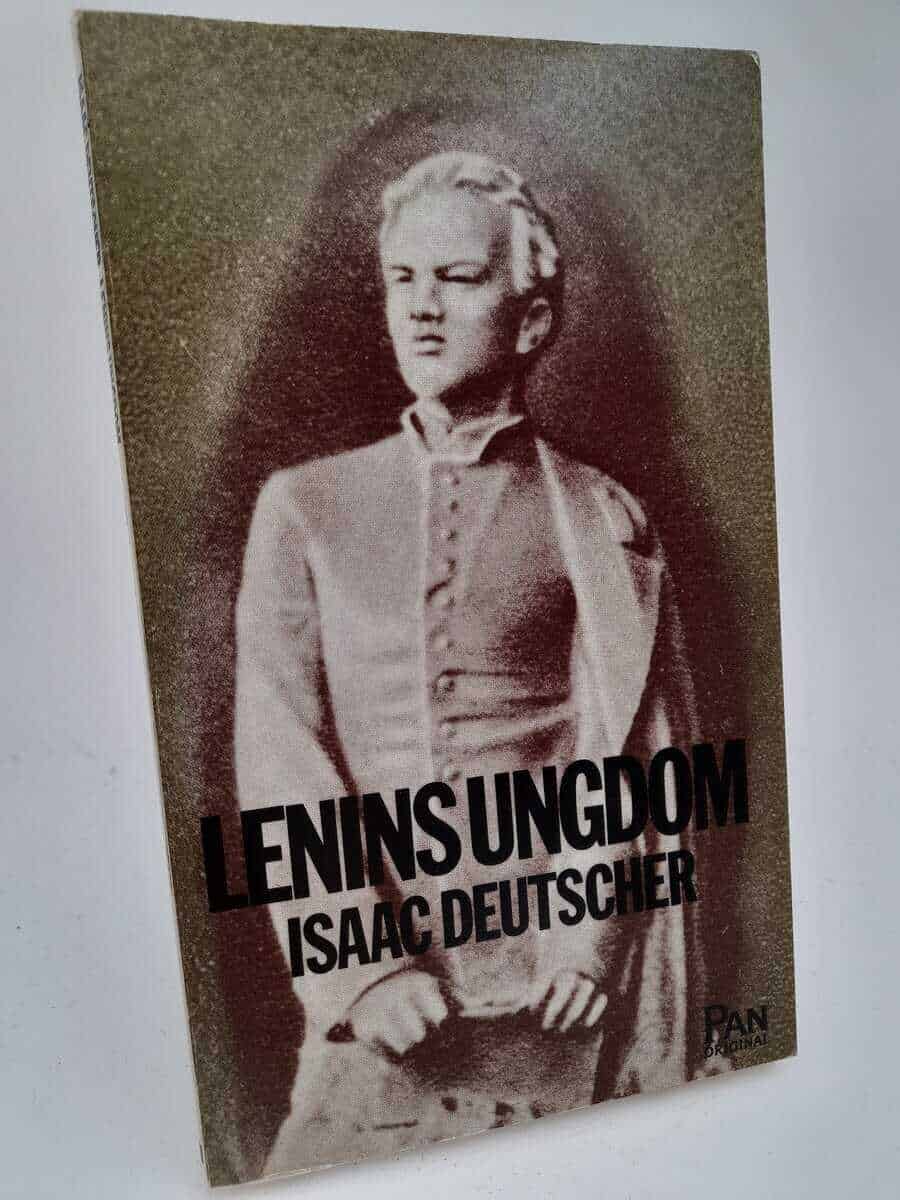 LENINS UNGDOM
ISAAC DEUTSCHER
PAN
ORIGINAL